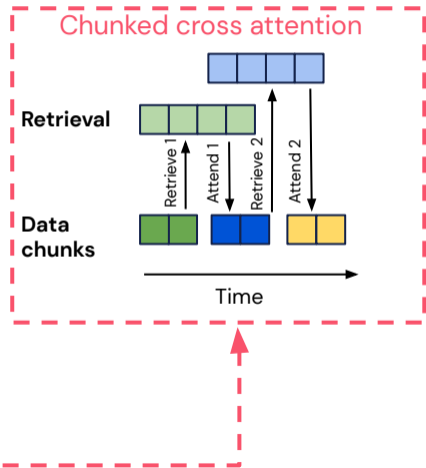 Chunked cross attention
Retrieval
Retrieve 1
Attend 1
Retrieve 2
Attend 2
Data
chunks
Time